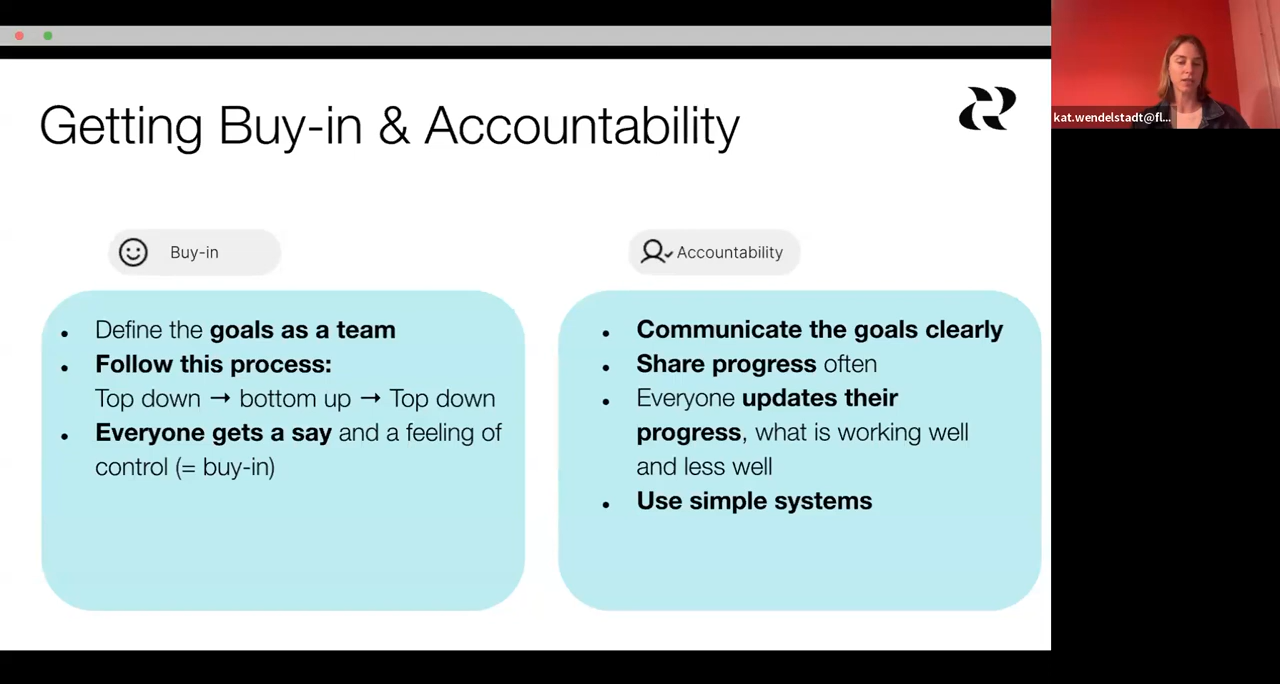 Getting Buy-in & Accountability
kat.wendelstadt@fl...
Buy-in
Define the goals as a team
Follow this process:
Top down → bottom up → Top down
Everyone gets a say and a feeling of
control (= buy-in)
Accountability
Communicate the goals clearly
Share progress often
Everyone updates their
progress, what is working well
and less well
Use simple systems